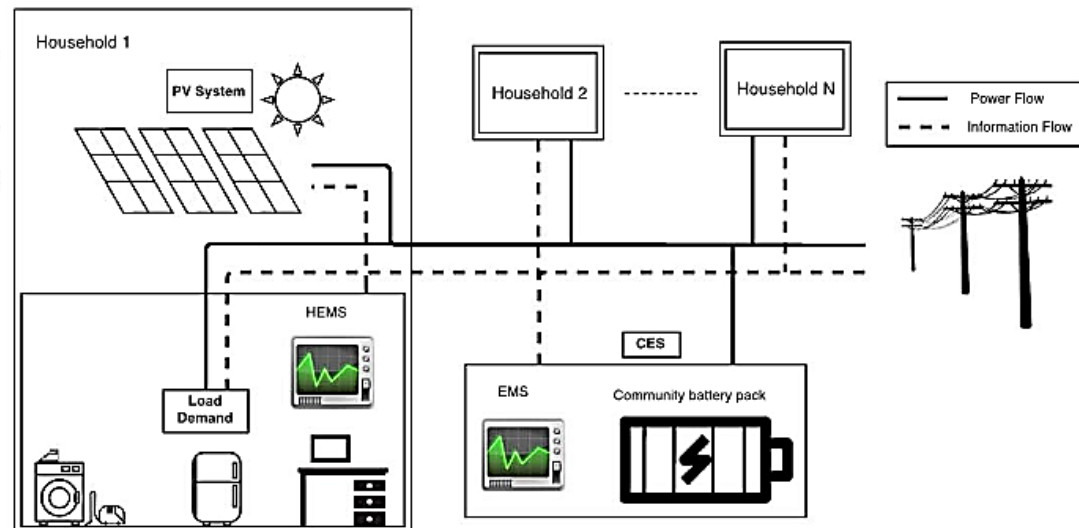 Household 1
PV System
Household 2
Household N
Power Flow
Information Flow
HEMS
CES
Load
Demand
EMS
Community battery pack